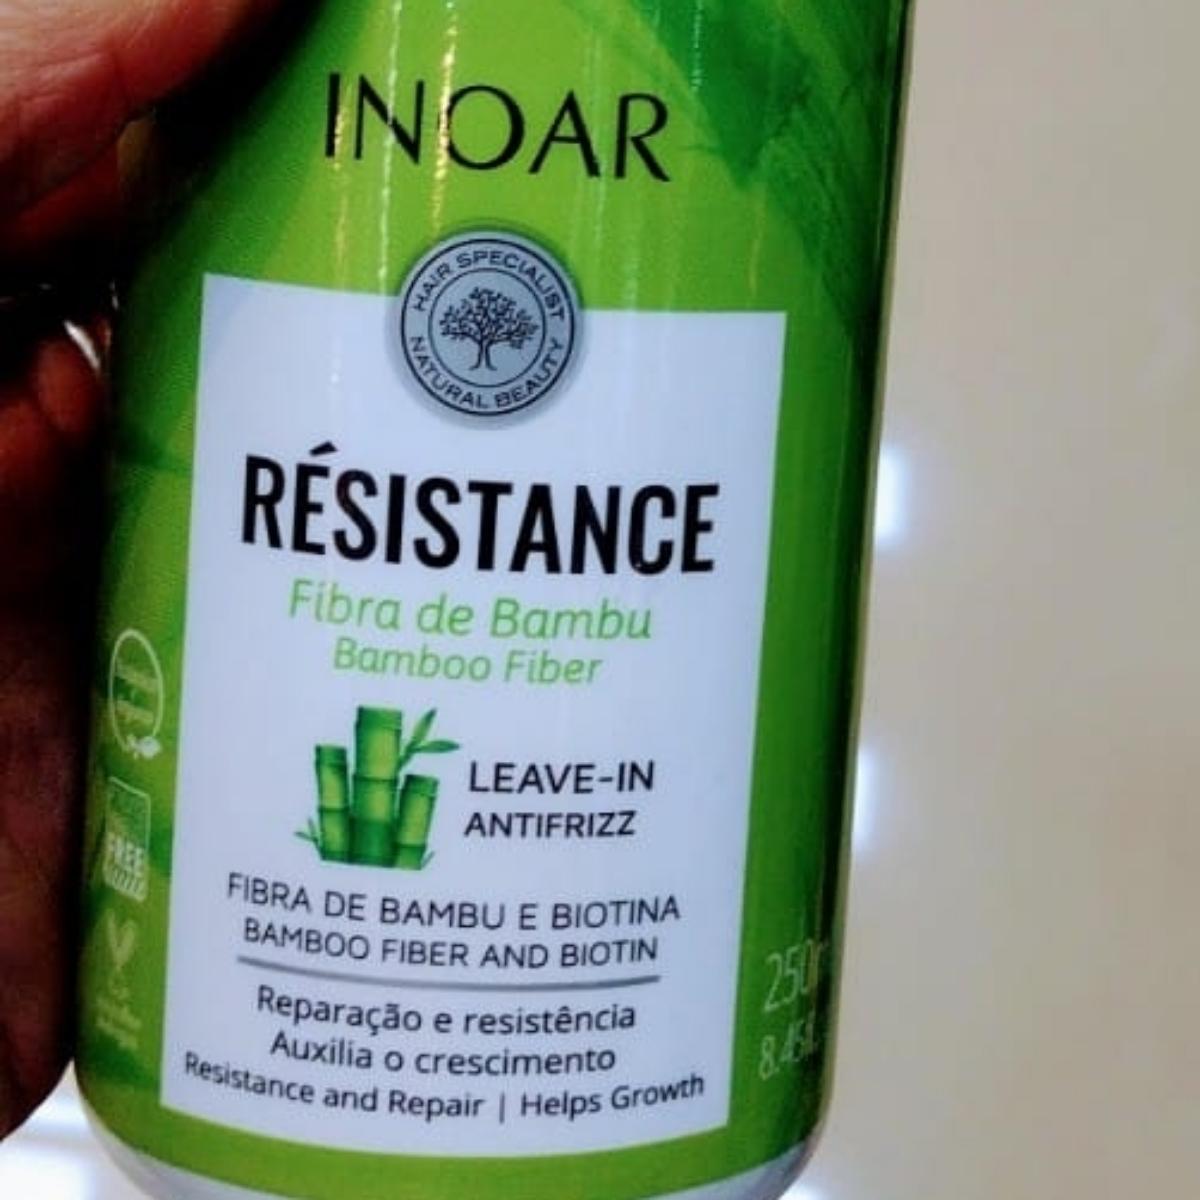 INOAR
HAIR SPECIALIST
NATURAL BEAUTY
RÉSISTANCE
Fibra de Bambu
Bamboo Fiber
LEAVE-IN
ANTIFRIZZ
FIBRA DE BAMBU E BIOTINA
BAMBOO FIBER AND BIOTIN
Reparação e resistência
Auxilia o crescimento
Resistance and Repair | Helps Growth
FREE